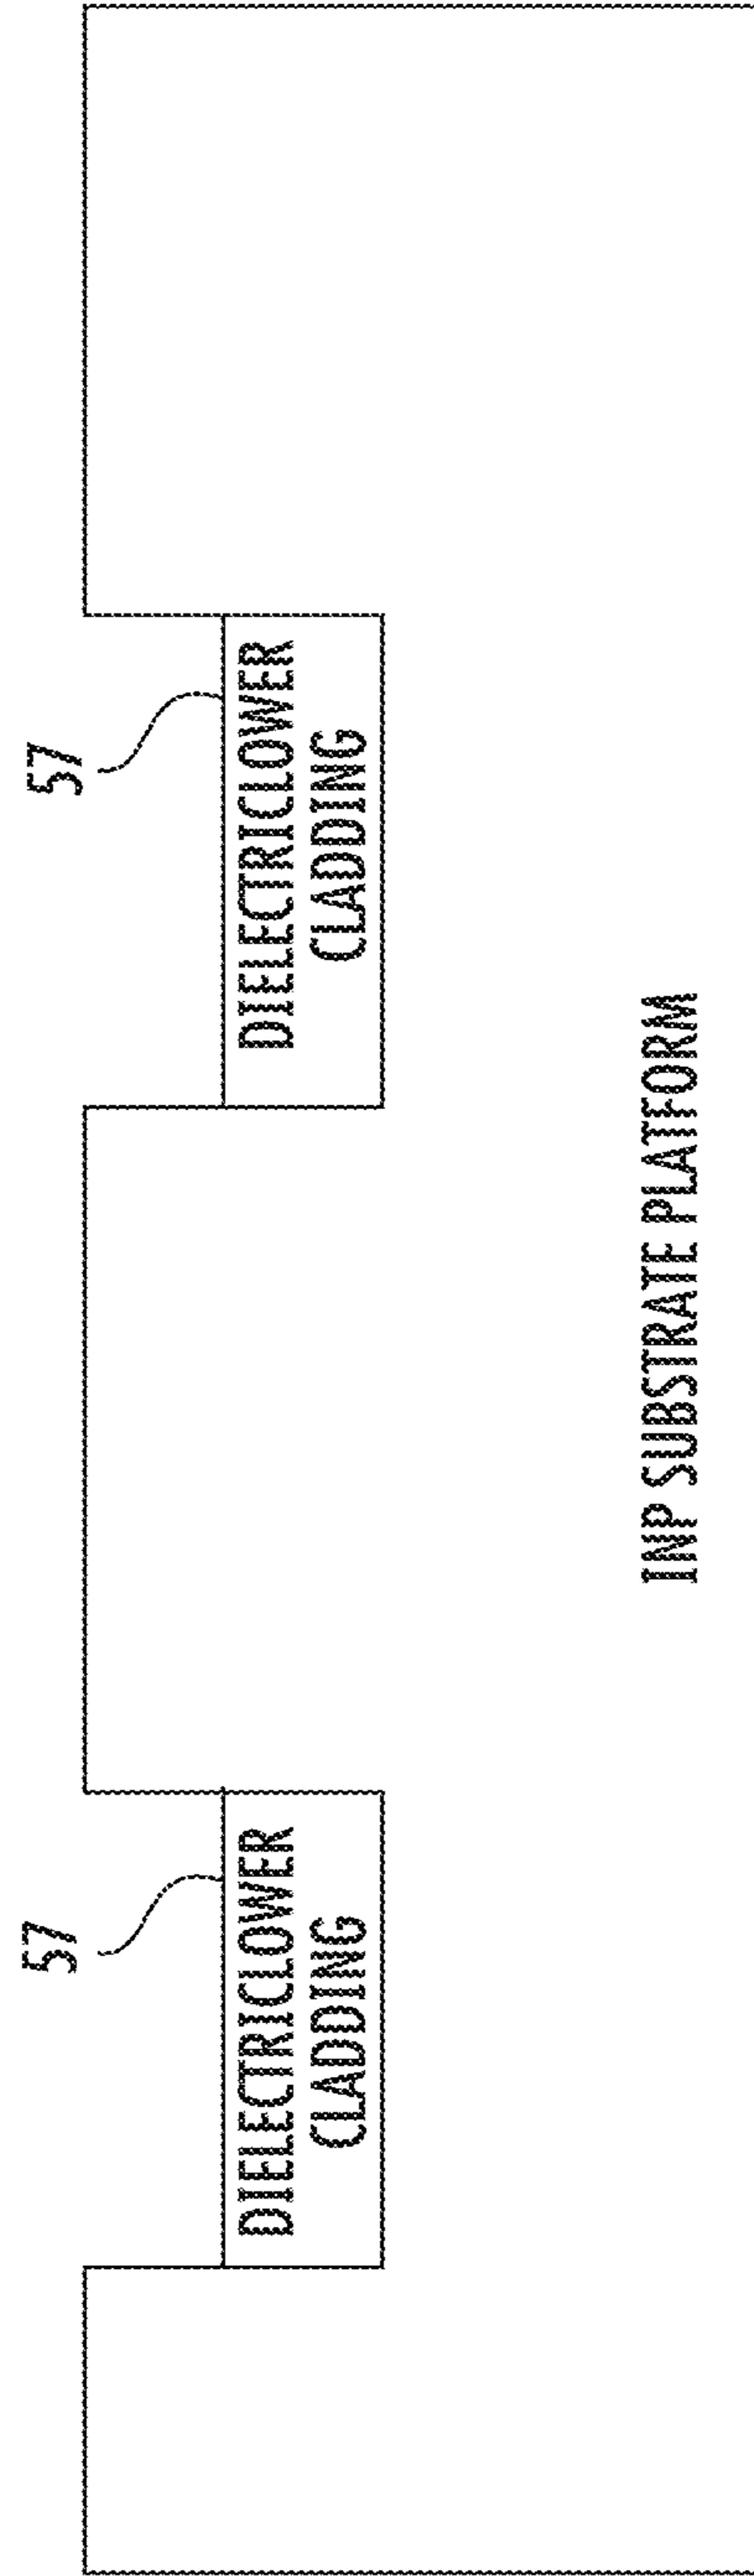 57
57
DIELECTRICLOWER
CLADDING
DIELECTRICLOWER
CLADDING
INP SUBSTRATE PLATFORM